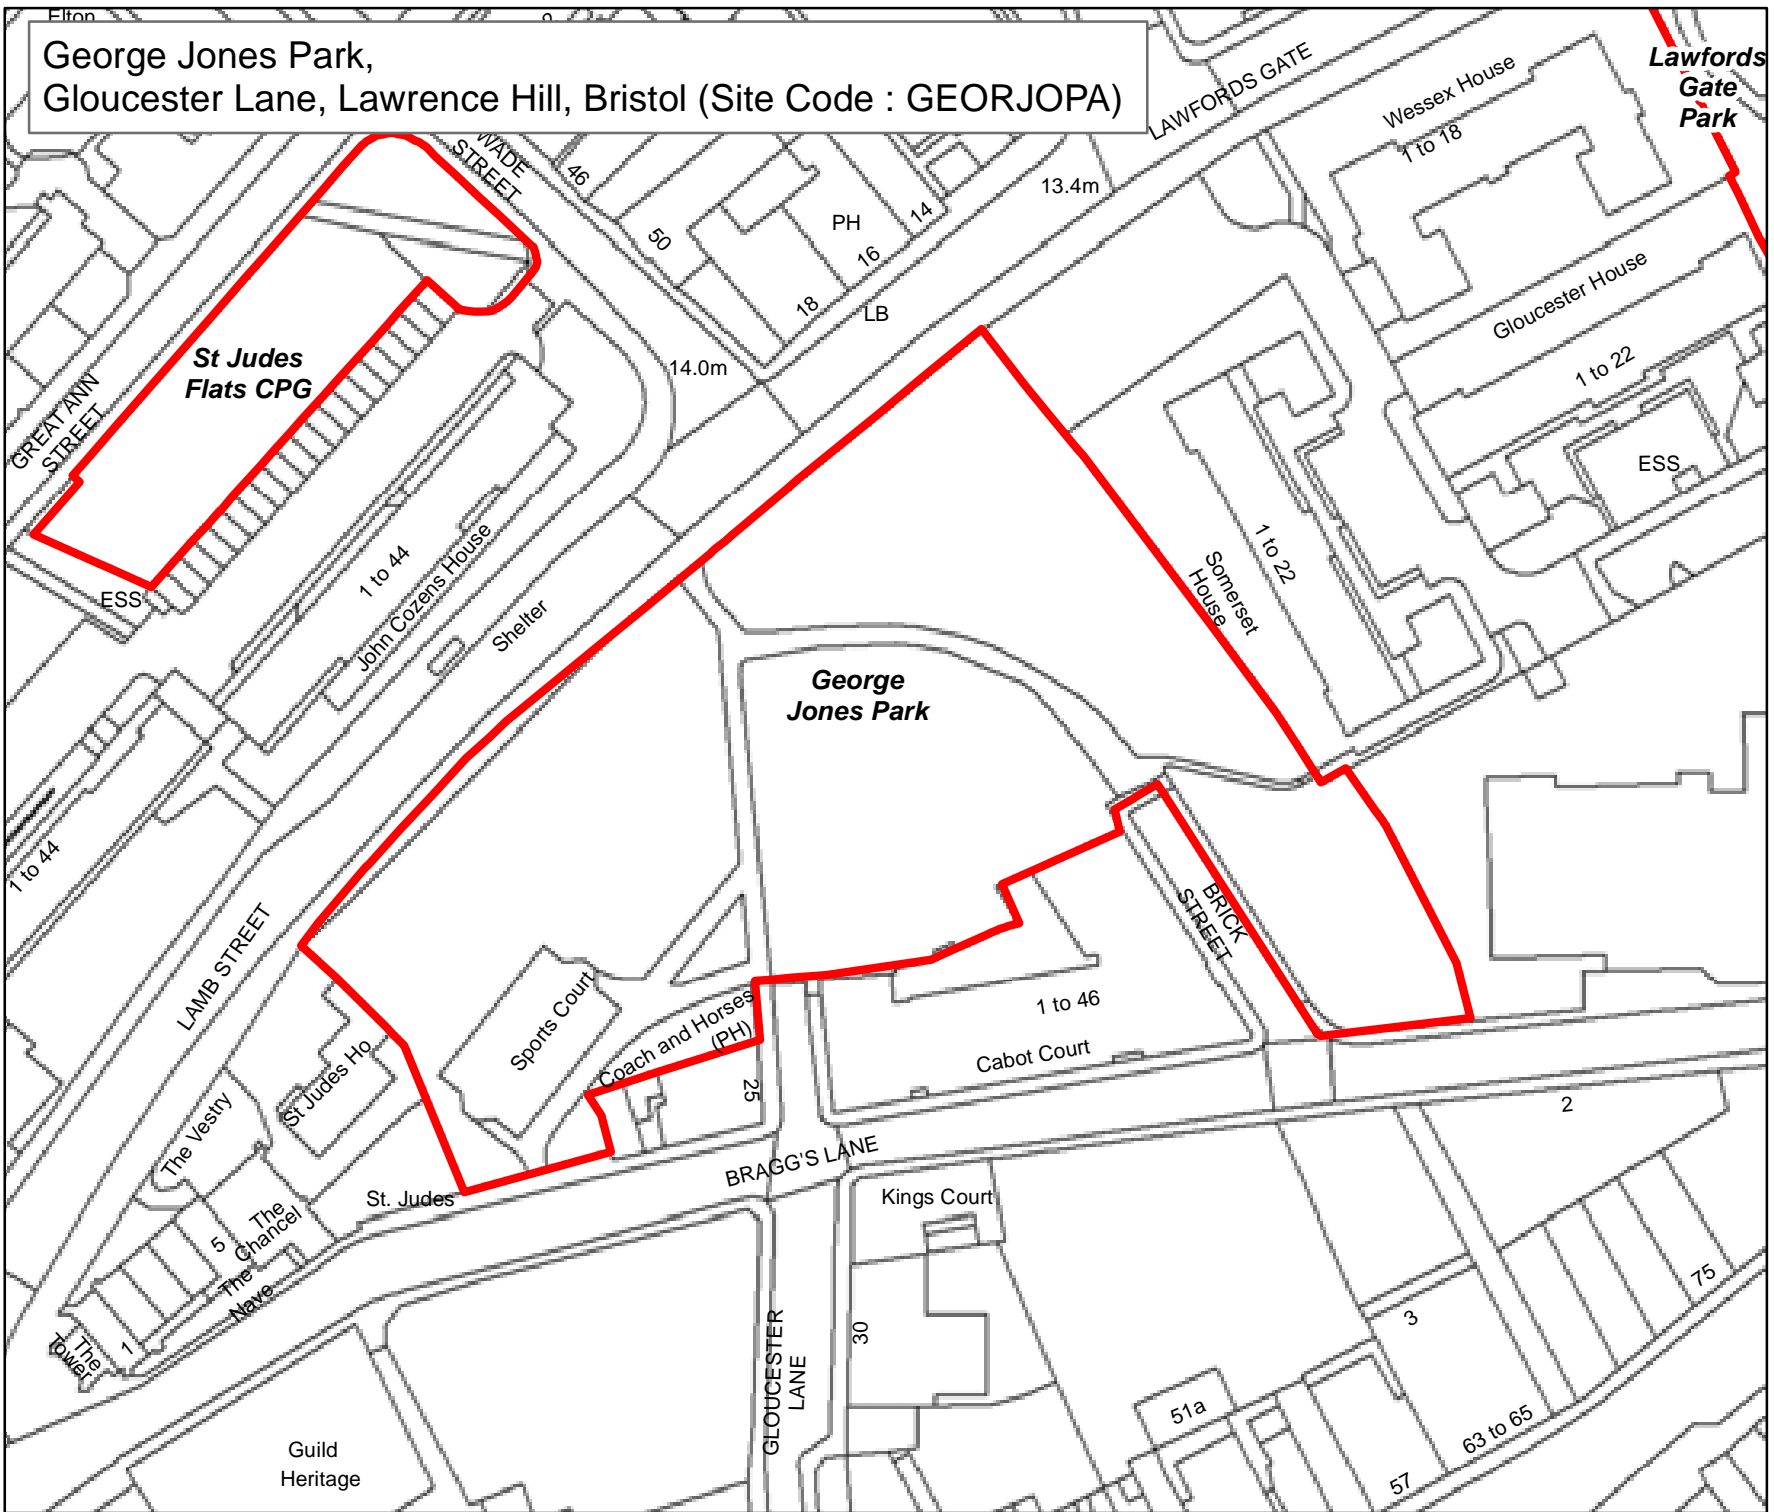 Elton
George Jones Park,
Gloucester Lane, Lawrence Hill, Bristol (Site Code : GEORJOPA)
LAWFORDS GATE
Wessex House
1 to 18
Lawfords
Gate
Park
WADE
STREET
46
50
PH
14
16
18
LB
13.4m
14.0m
Gloucester House
1 to 22
ESS
St Judes
Flats CPG
GREAT ANN
STREET
ESS
1 to 44
John Cozens House
Shelter
1 to 22
Somerset
House
George
Jones Park
1 to 44
LAMB STREET
BRICK
STREET
Sports Court
Coach and Horses
(PH)
25
1 to 46
Cabot Court
St Judes Ho
The Vestry
St. Judes
BRAGG'S LANE
Kings Court
2
The
Chancel
5
The
Nave
1
The
Tower
GLOUCESTER
LANE
30
3
75
51a
63 to 65
57
Guild
Heritage